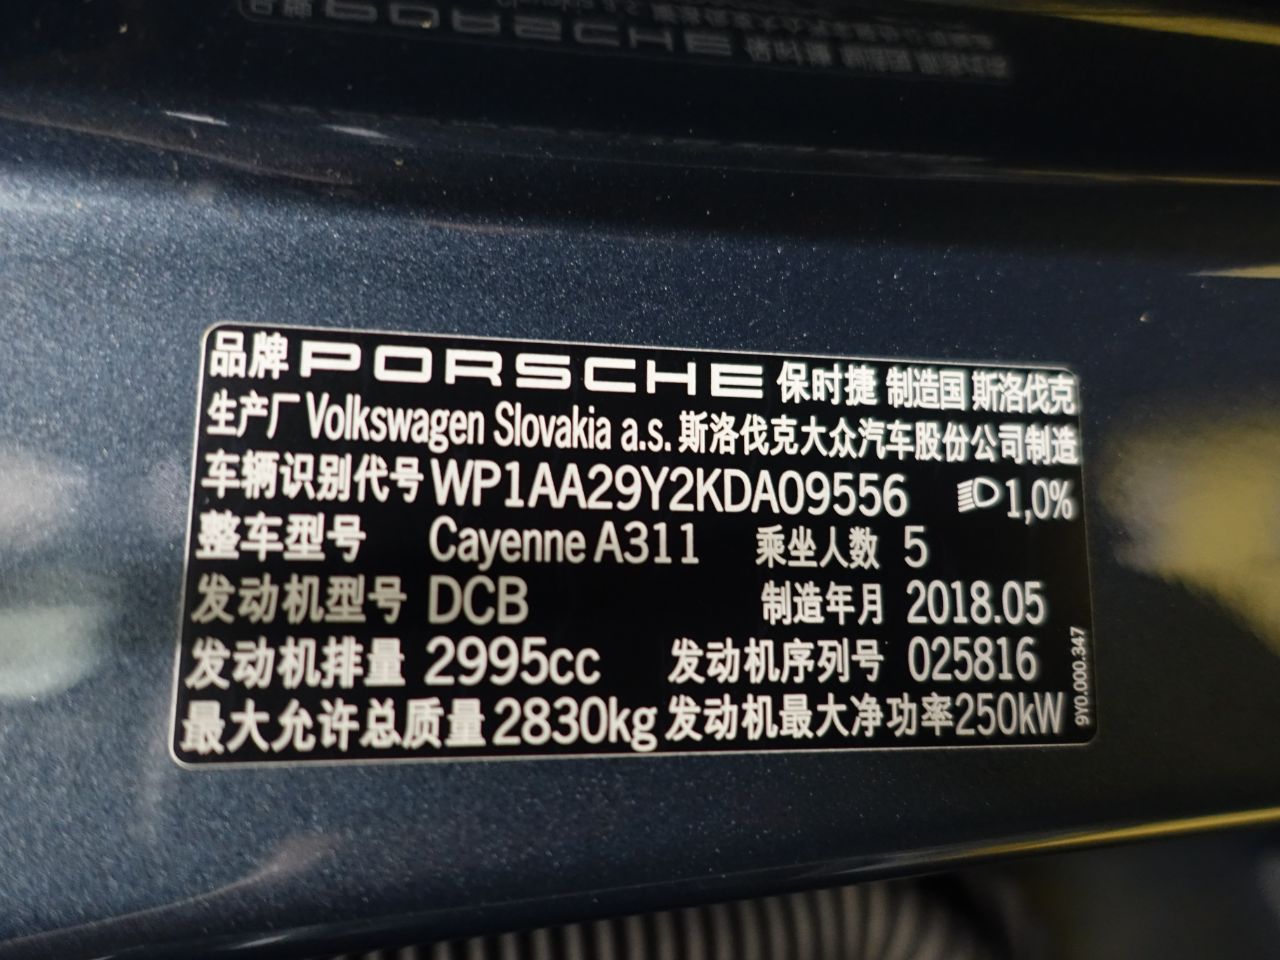 品牌 PORSCHE 保时捷 制造国 斯洛伐克
生产厂 Volkswagen Slovakia a.s. 斯洛伐克大众汽车股份公司制造
车辆识别代号 WP1AA29Y2KDA09556 1,0%
整车型号 Cayenne A311 乘坐人数 5
发动机型号 DCB 制造年月 2018.05
发动机排量 2995cc 发动机序列号 025816
最大允许总质量 2830kg 发动机最大净功率 250kW
9Y0.000.347